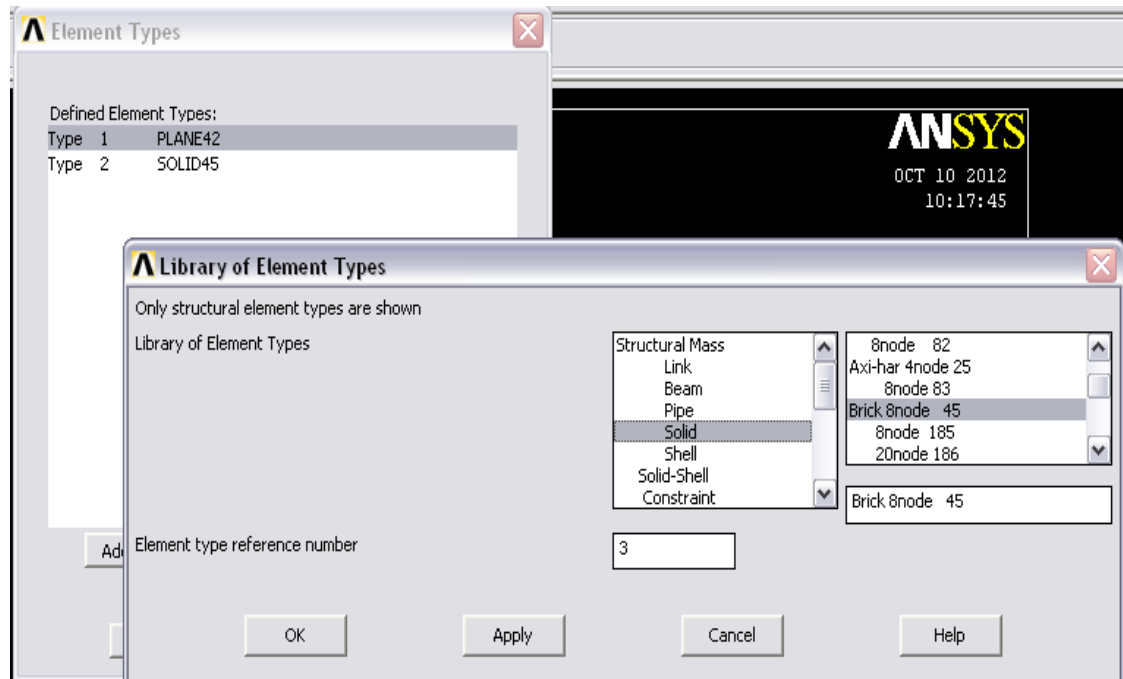 Element Types
Defined Element Types:
Type 1 PLANE42
Type 2 SOLID45
ANSYS
OCT 10 2012
10:17:45
Library of Element Types
Only structural element types are shown
Library of Element Types
Structural Mass
Link
Beam
Pipe
Solid
Shell
Solid-Shell
Constraint
8node 82
Axi-har 4node 25
8node 83
Brick 8node 45
8node 185
20node 186
Brick 8node 45
Element type reference number
3
OK
Apply
Cancel
Help